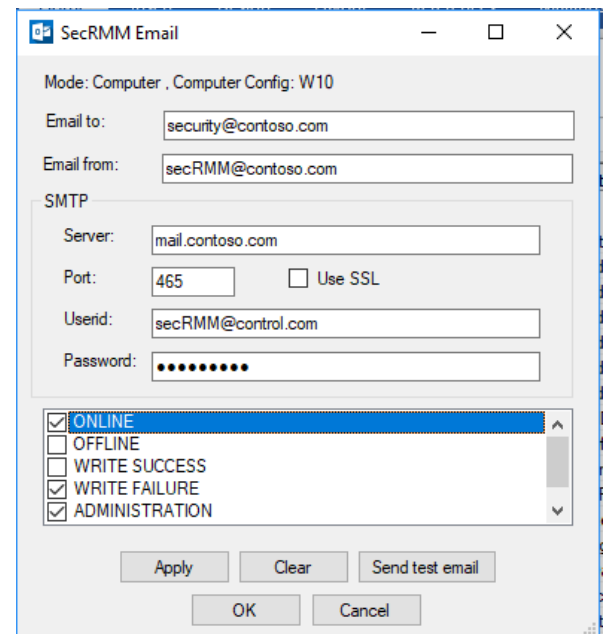 SecRMM Email
Mode: Computer , Computer Config: W10
Email to: security@contoso.com
Email from: secRMM@contoso.com
SMTP
Server: mail.contoso.com
Port: 465 Use SSL
Userid: secRMM@control.com
Password: •••••••••
ONLINE
OFFLINE
WRITE SUCCESS
WRITE FAILURE
ADMINISTRATION
Apply Clear Send test email
OK Cancel